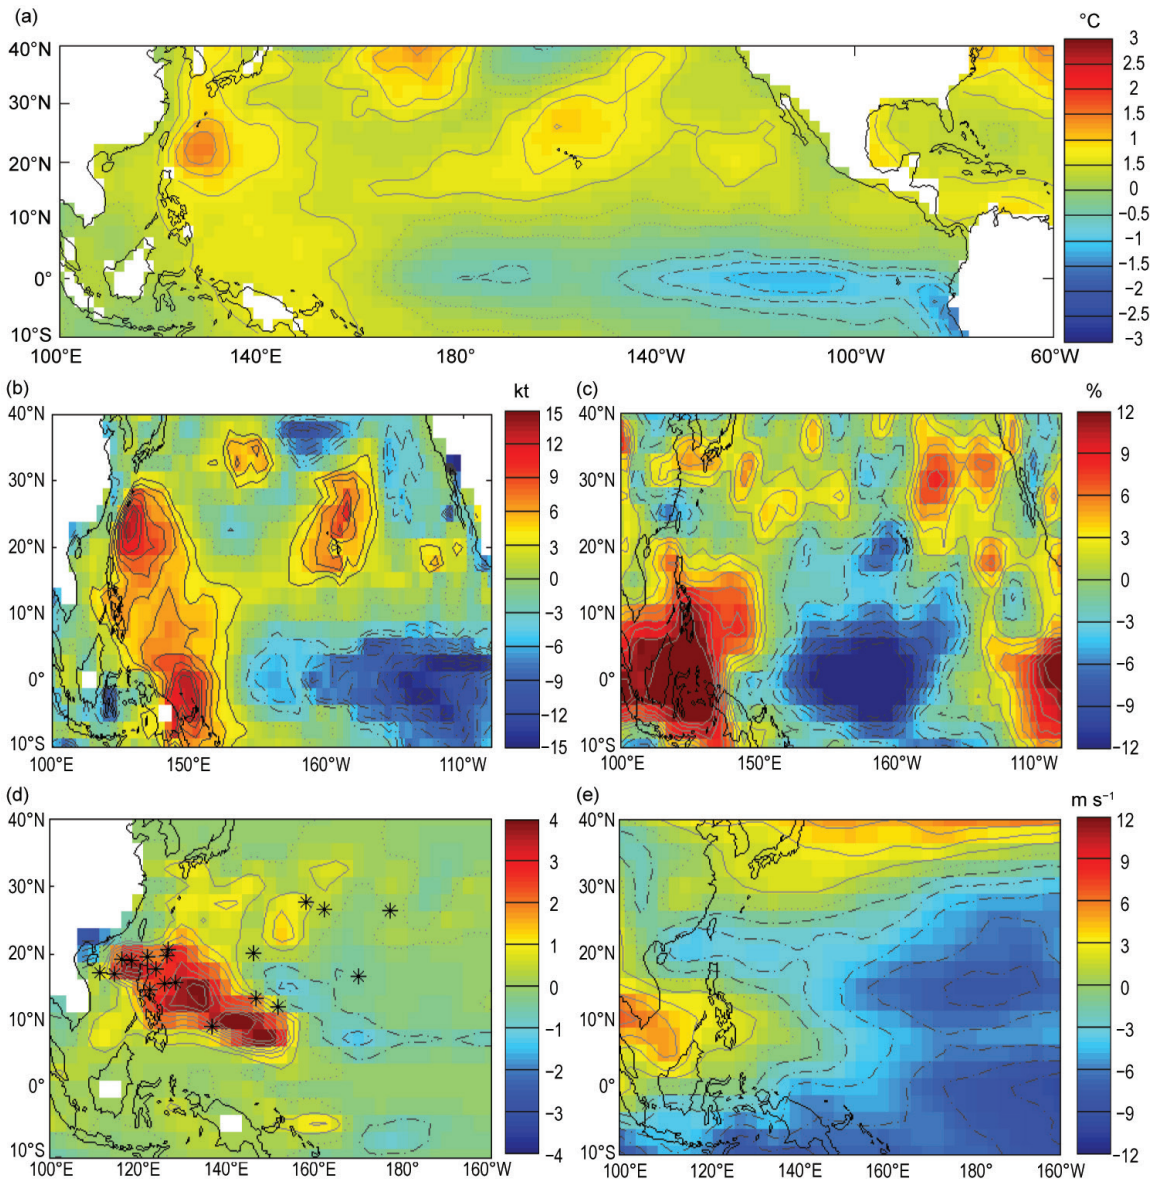 (a)
°C
40°N
30°N
20°N
10°N
0°
10°S
100°E 140°E 180° 140°W 100°W 60°W
3
2.5
2
1.5
1
1.5
0
−0.5
−1
−1.5
−2
−2.5
−3
(b)
kt
40°N
30°N
20°N
10°N
0°
10°S
100°E 150°E 160°W 110°W
15
12
9
6
3
0
−3
−6
−9
−12
−15
(c)
%
40°N
30°N
20°N
10°N
0°
10°S
100°E 150°E 160°W 110°W
12
9
6
3
0
−3
−6
−9
−12
(d)
40°N
30°N
20°N
10°N
0°
10°S
100°E 120°E 140°E 160°E 180° 160°W
4
3
2
1
0
−1
−2
−3
−4
(e)
m s⁻¹
40°N
30°N
20°N
10°N
0°
10°S
100°E 120°E 140°E 160°E 180° 160°W
12
9
6
3
0
−3
−6
−9
−12